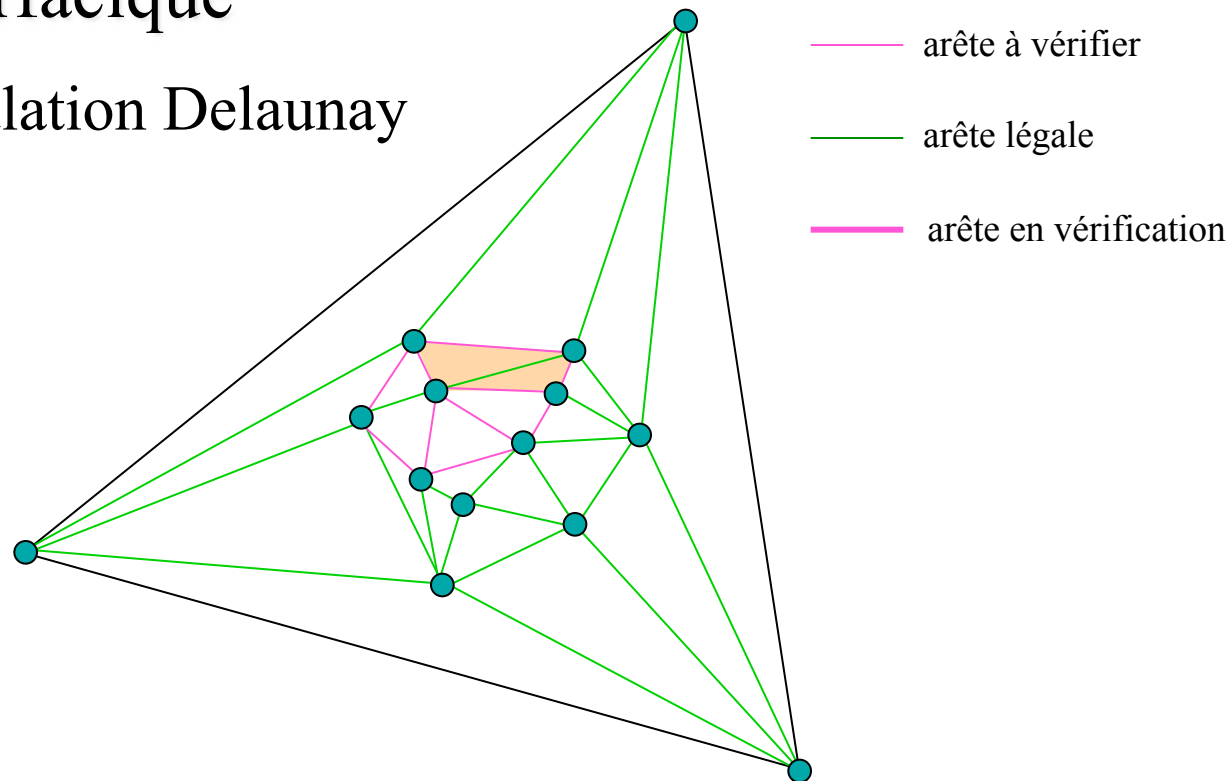 lation Delaunay
arête à vérifier
arête légale
arête en vérification